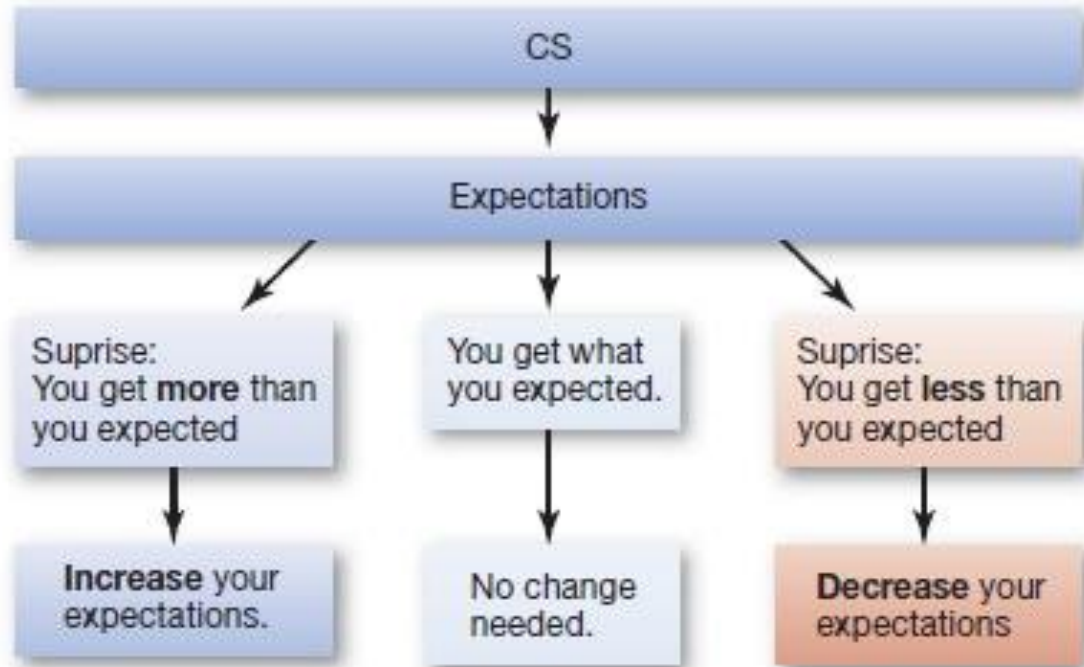 CS
Expectations
Suprise:
You get more than
you expected
You get what
you expected.
Suprise:
You get less than
you expected
Increase your
expectations.
No change
needed.
Decrease your
expectations